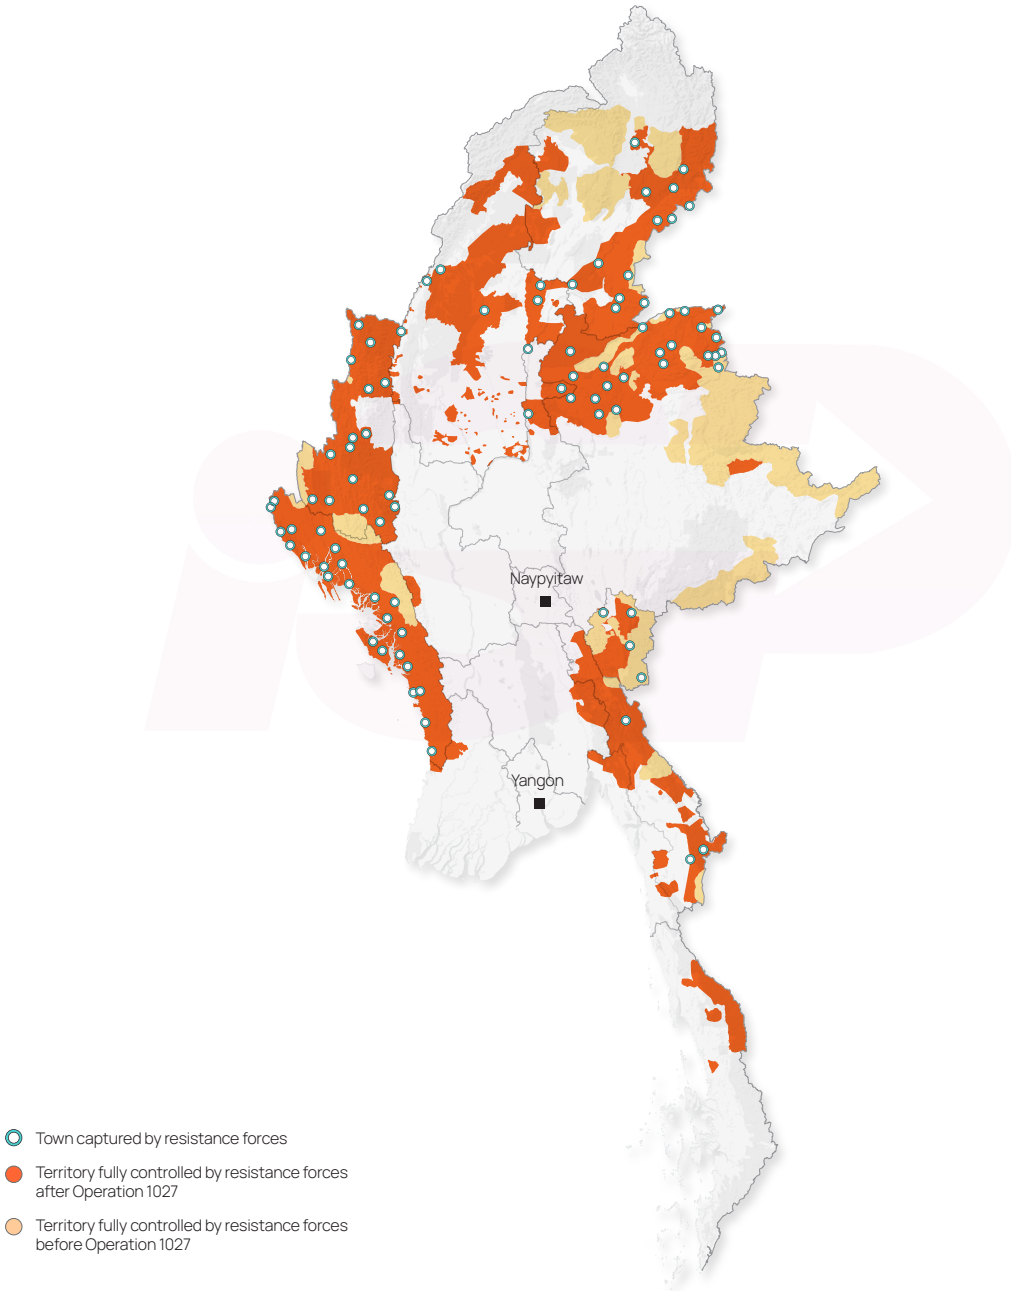 Naypyitaw
Yangon
Town captured by resistance forces
Territory fully controlled by resistance forces
after Operation 1027
Territory fully controlled by resistance forces
before Operation 1027